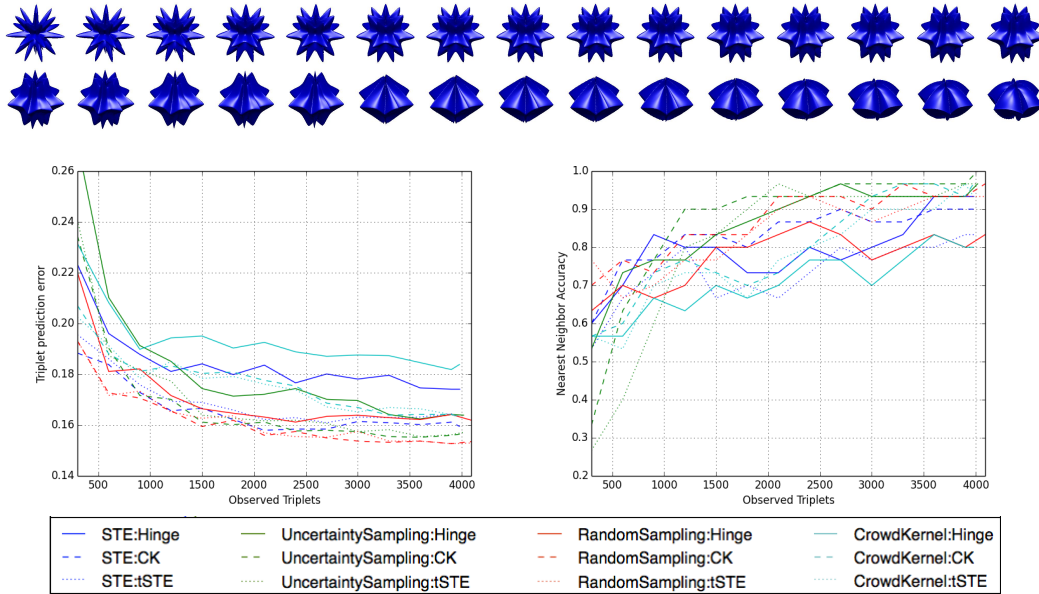 0.26
0.24
0.22
0.20
0.18
0.16
0.14
Triplet prediction error
500 1000 1500 2000 2500 3000 3500 4000
Observed Triplets
1.0
0.9
0.8
0.7
0.6
0.5
0.4
0.3
0.2
Nearest Neighbor Accuracy
500 1000 1500 2000 2500 3000 3500 4000
Observed Triplets
STE:Hinge UncertaintySampling:Hinge RandomSampling:Hinge CrowdKernel:Hinge
STE:CK UncertaintySampling:CK RandomSampling:CK CrowdKernel:CK
STE:tSTE UncertaintySampling:tSTE RandomSampling:tSTE CrowdKernel:tSTE